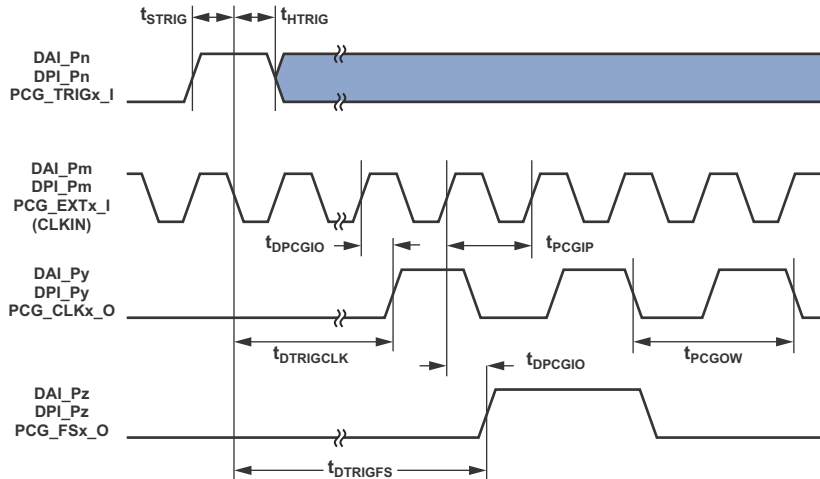 tSTRIG
tHTRIG
DAI_Pn
DPI_Pn
PCG_TRIGx_I
DAI_Pm
DPI_Pm
PCG_EXTx_I
(CLKIN)
tDPCGIO
tPCGIP
DAI_Py
DPI_Py
PCG_CLKx_O
tDTRIGCLK
tDPCGIO
tPCGOW
DAI_Pz
DPI_Pz
PCG_FSx_O
tDTRIGFS